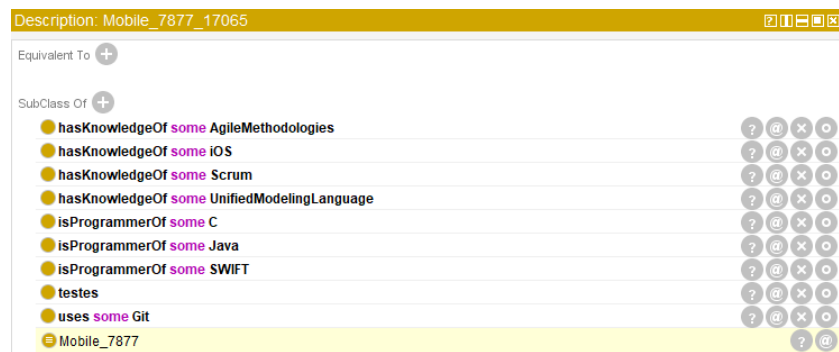 Description: Mobile_7877_17065
Equivalent To
SubClass Of
hasKnowledgeOf some AgileMethodologies
hasKnowledgeOf some iOS
hasKnowledgeOf some Scrum
hasKnowledgeOf some UnifiedModelingLanguage
isProgrammerOf some C
isProgrammerOf some Java
isProgrammerOf some SWIFT
testes
uses some Git
Mobile_7877